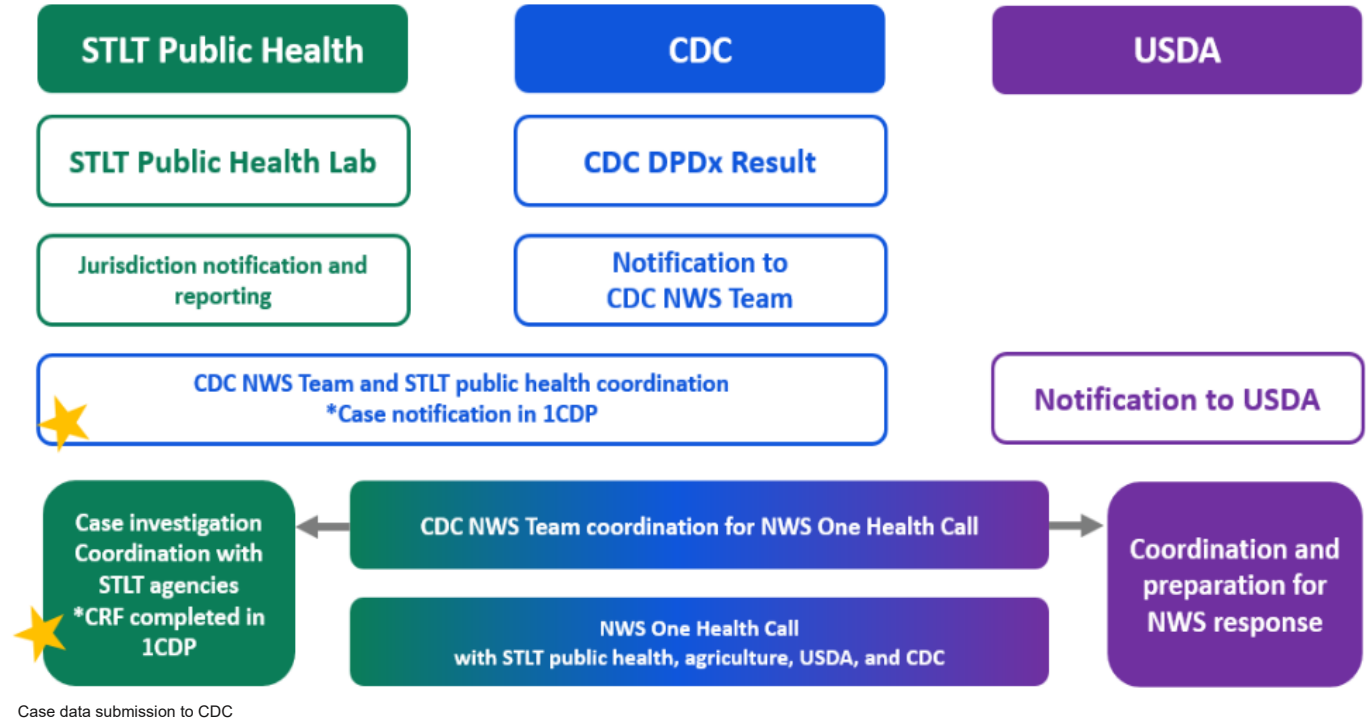 STLT Public Health
CDC
USDA
STLT Public Health Lab
CDC DPDx Result
Jurisdiction notification and
reporting
Notification to
CDC NWS Team
CDC NWS Team and STLT public health coordination
*Case notification in 1CDP
Notification to USDA
Case investigation
Coordination with
STLT agencies
*CRF completed in
1CDP
CDC NWS Team coordination for NWS One Health Call
NWS One Health Call
with STLT public health, agriculture, USDA, and CDC
Coordination and
preparation for
NWS response
Case data submission to CDC